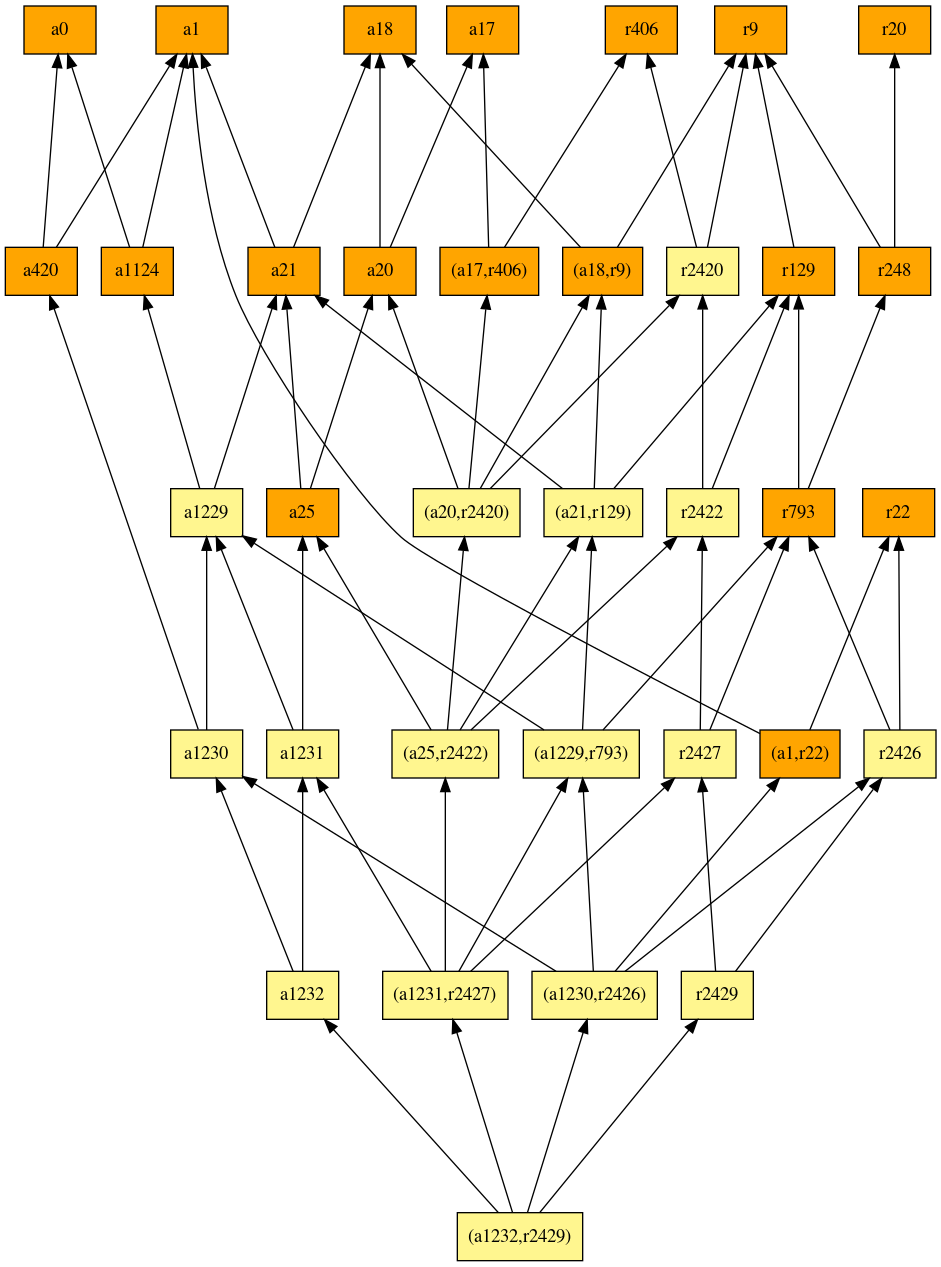 a0
a1
a18
a17
r406
r9
r20
a420
a1124
a21
a20
(a17,r406)
(a18,r9)
r2420
r129
r248
a1229
a25
(a20,r2420)
(a21,r129)
r2422
r793
r22
a1230
a1231
(a25,r2422)
(a1229,r793)
r2427
(a1,r22)
r2426
a1232
(a1231,r2427)
(a1230,r2426)
r2429
(a1232,r2429)